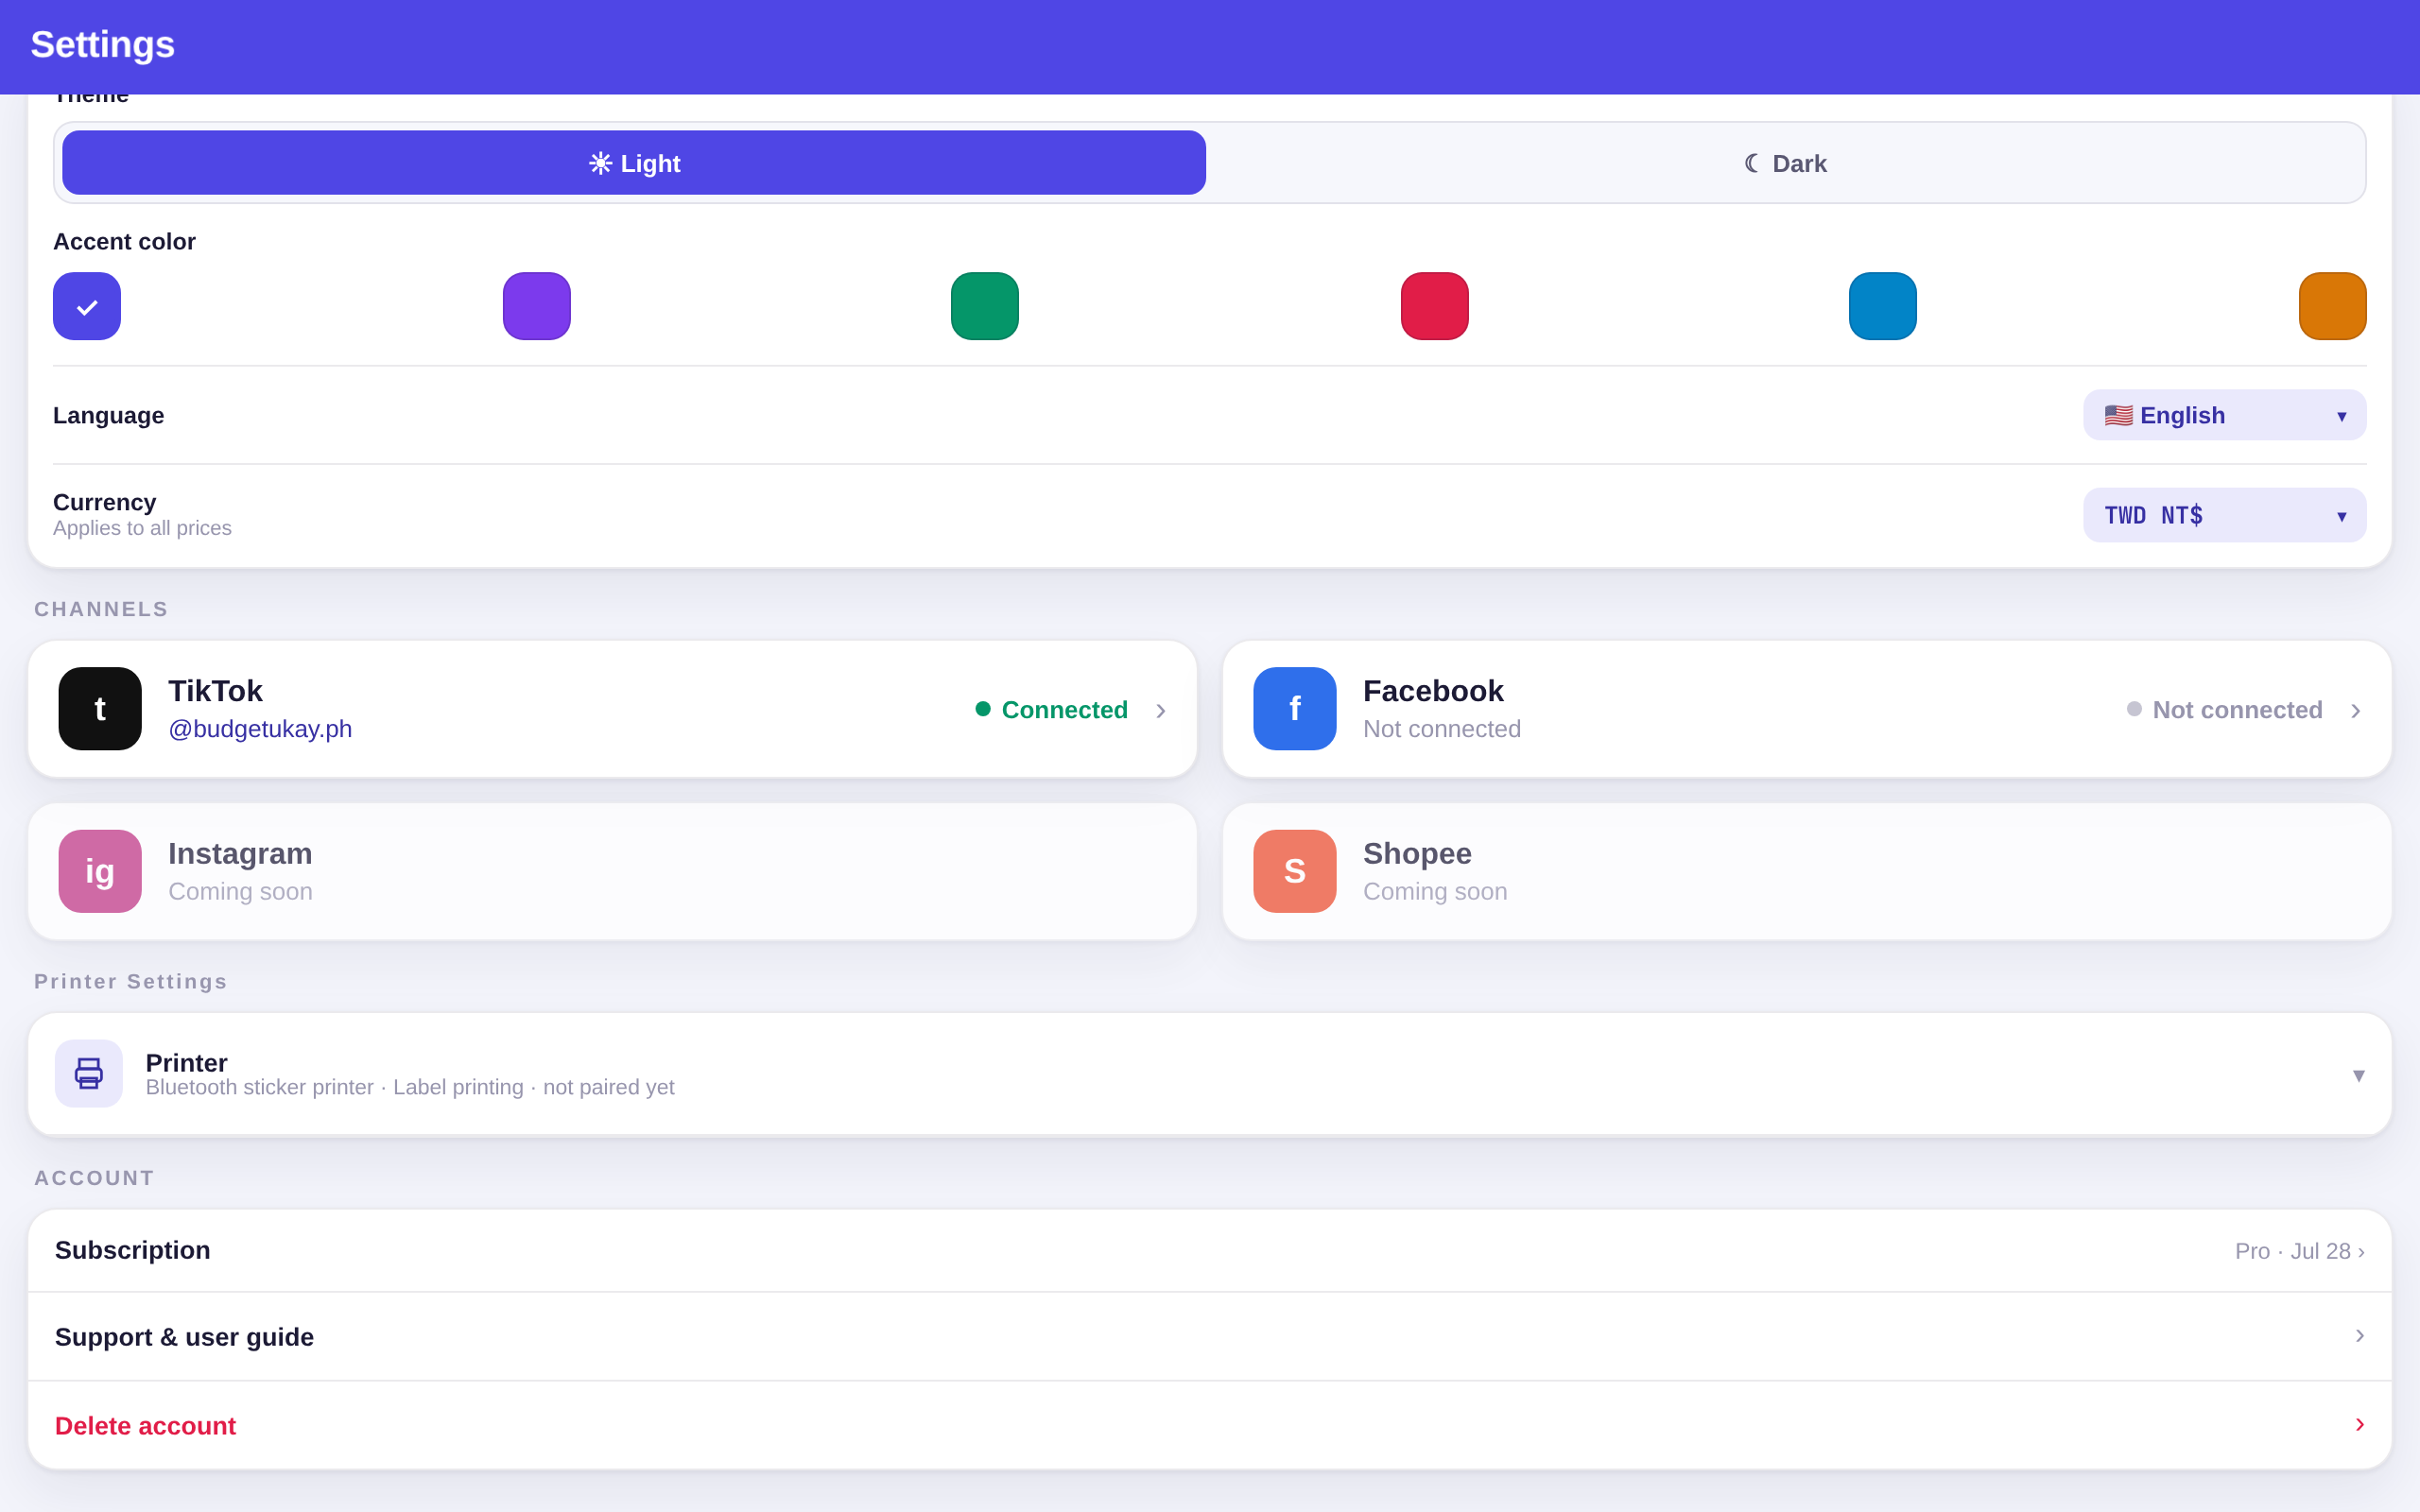 Settings
Theme
☀ Light
☾ Dark
Accent color
Language
🇺🇸 English ▾
Currency
Applies to all prices
TWD NT$ ▾
CHANNELS
t
TikTok
@budgetukay.ph
Connected ›
f
Facebook
Not connected
Not connected ›
ig
Instagram
Coming soon
S
Shopee
Coming soon
Printer Settings
Printer
Bluetooth sticker printer · Label printing · not paired yet
▾
ACCOUNT
Subscription
Pro · Jul 28 ›
Support & user guide ›
Delete account ›